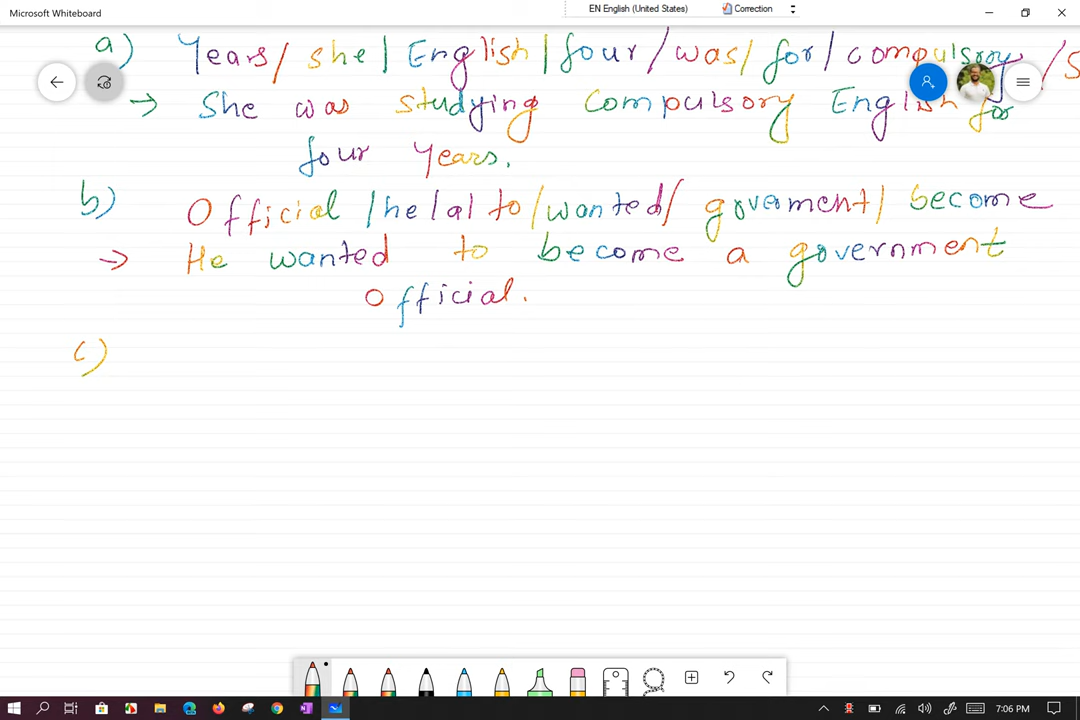 Microsoft Whiteboard
EN English (United States) Correction
a) Years/ she/ English/ four/ was/ for/ compulsory /S
→ She was studying Compulsory English for
four years.
b) Official /he/a/ to/ wanted/ goverment/ become
→ He wanted to become a government
Official.
c)
7:06 PM